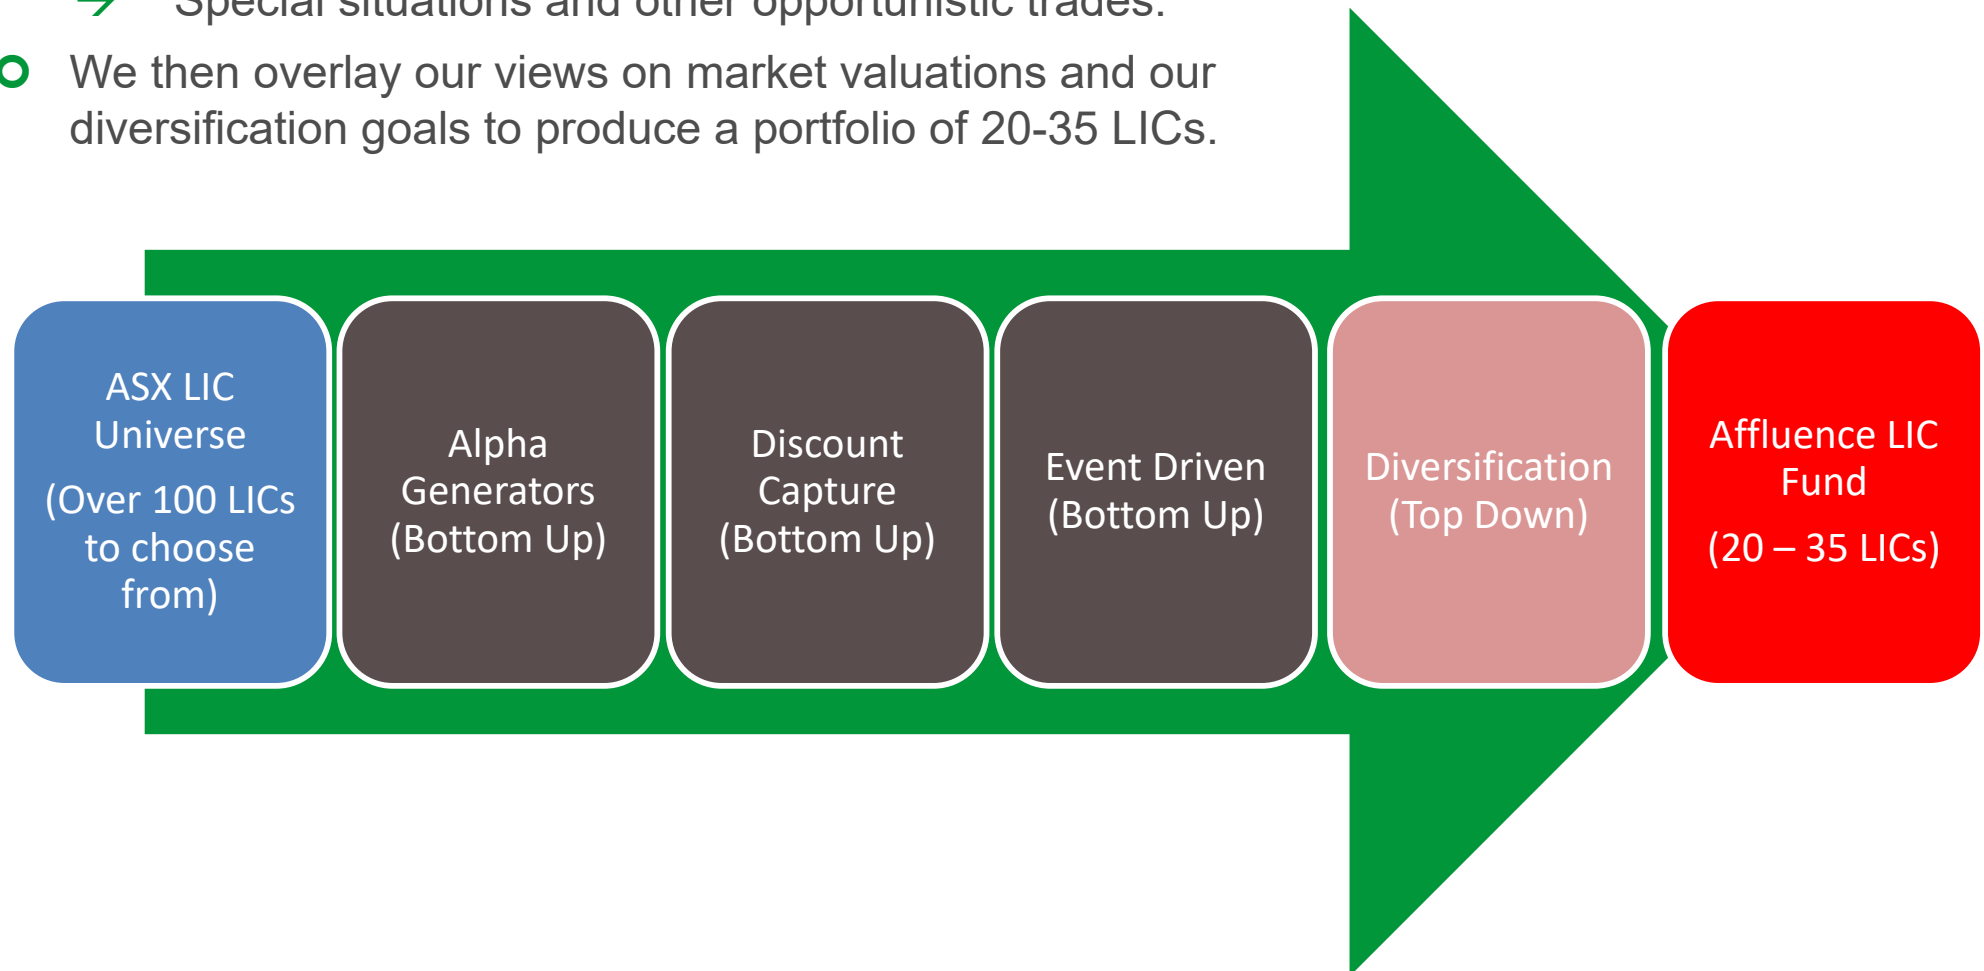 Special situations and other opportunistic trades.
We then overlay our views on market valuations and our
diversification goals to produce a portfolio of 20-35 LICs.
ASX LIC
Universe
(Over 100 LICs
to choose
from)
Alpha
Generators
(Bottom Up)
Discount
Capture
(Bottom Up)
Event Driven
(Bottom Up)
Diversification
(Top Down)
Affluence LIC
Fund
(20 – 35 LICs)